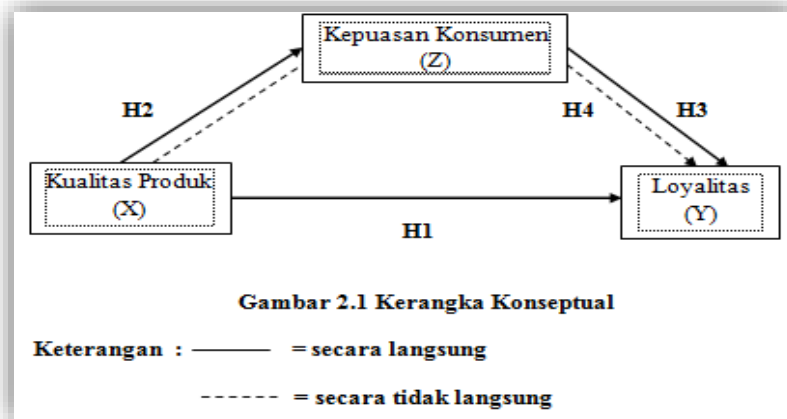 Kepuasan Konsumen
(Z)
H2
H4
H3
Kualitas Produk
(X)
Loyalitas
(Y)
H1
Gambar 2.1 Kerangka Konseptual
Keterangan : = secara langsung
= secara tidak langsung